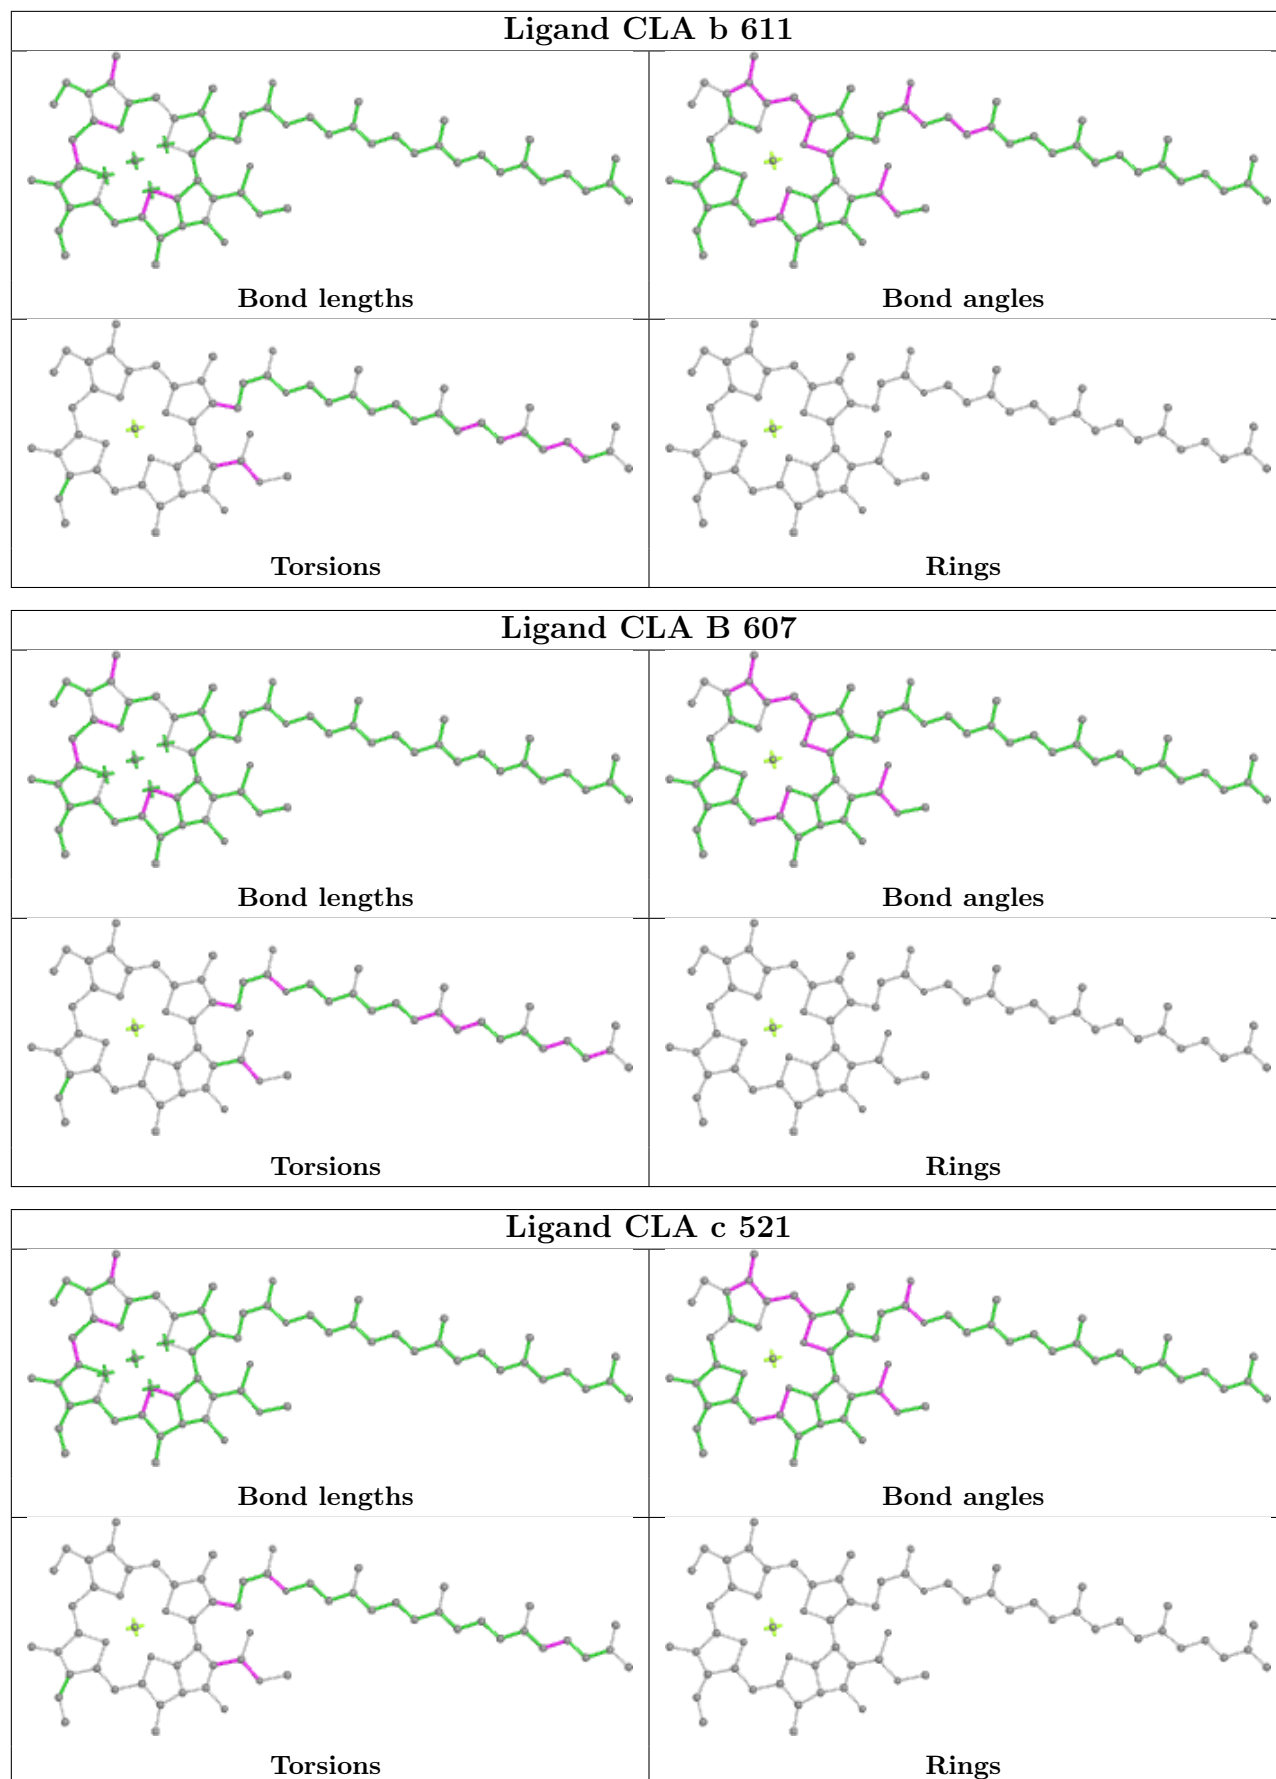 Ligand CLA b 611
Bond lengths
Bond angles
Torsions
Rings
Ligand CLA B 607
Bond lengths
Bond angles
Torsions
Rings
Ligand CLA c 521
Bond lengths
Bond angles
Torsions
Rings